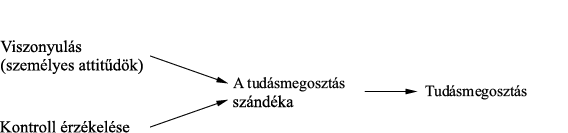 Viszonyulás
(személyes attitűdök)
A tudásmegosztás
szándéka
Tudásmegosztás
Kontroll érzékelése